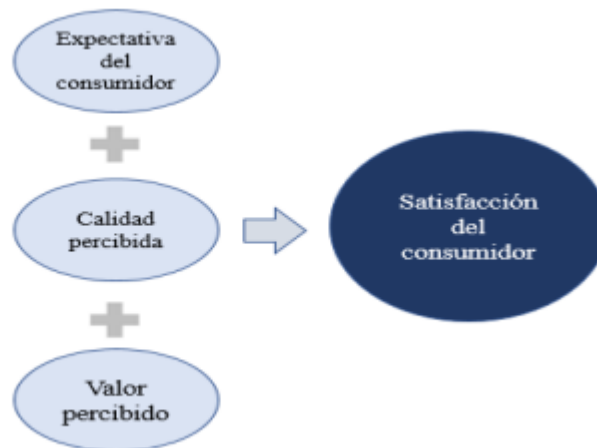 Expectativa
del
consumidor
Calidad
percibida
Valor
percibido
Satisfacción
del
consumidor